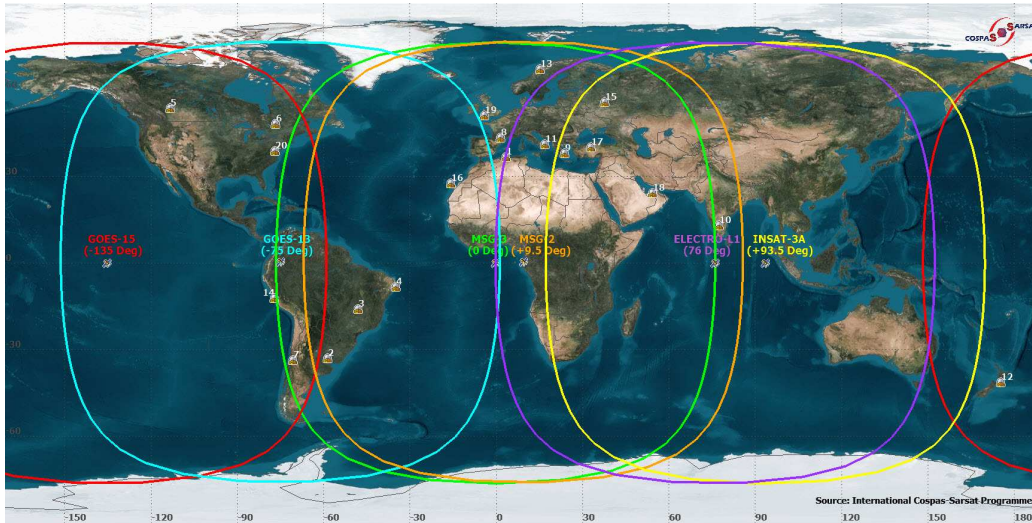 COSPAS SARSAT
13
5
15
19
6
8
20
11
17
9
1
16
18
10
GOES-15
(-135 Deg)
GOES-13
(-75 Deg)
MSG-3
(0 Deg)
MSG-2
(+9.5 Deg)
ELECTRO-L1
(76 Deg)
INSAT-3A
(+93.5 Deg)
30
0
4
14
3
-30
7
2
12
-60
Source: International Cospas-Sarsat Programme
-150 -120 -90 -60 -30 0 30 60 90 120 150 180